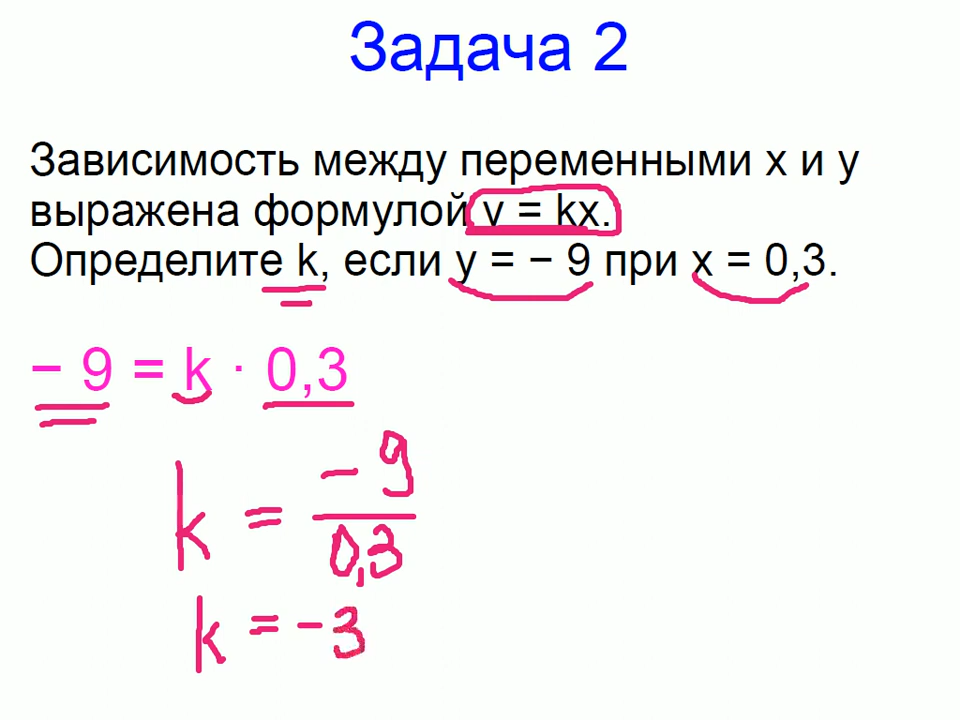 Задача 2
Зависимость между переменными x и y
выражена формулой y = kx.
Определите k, если y = − 9 при x = 0,3.
− 9 = k · 0,3
k = −9/0,3
k = −3